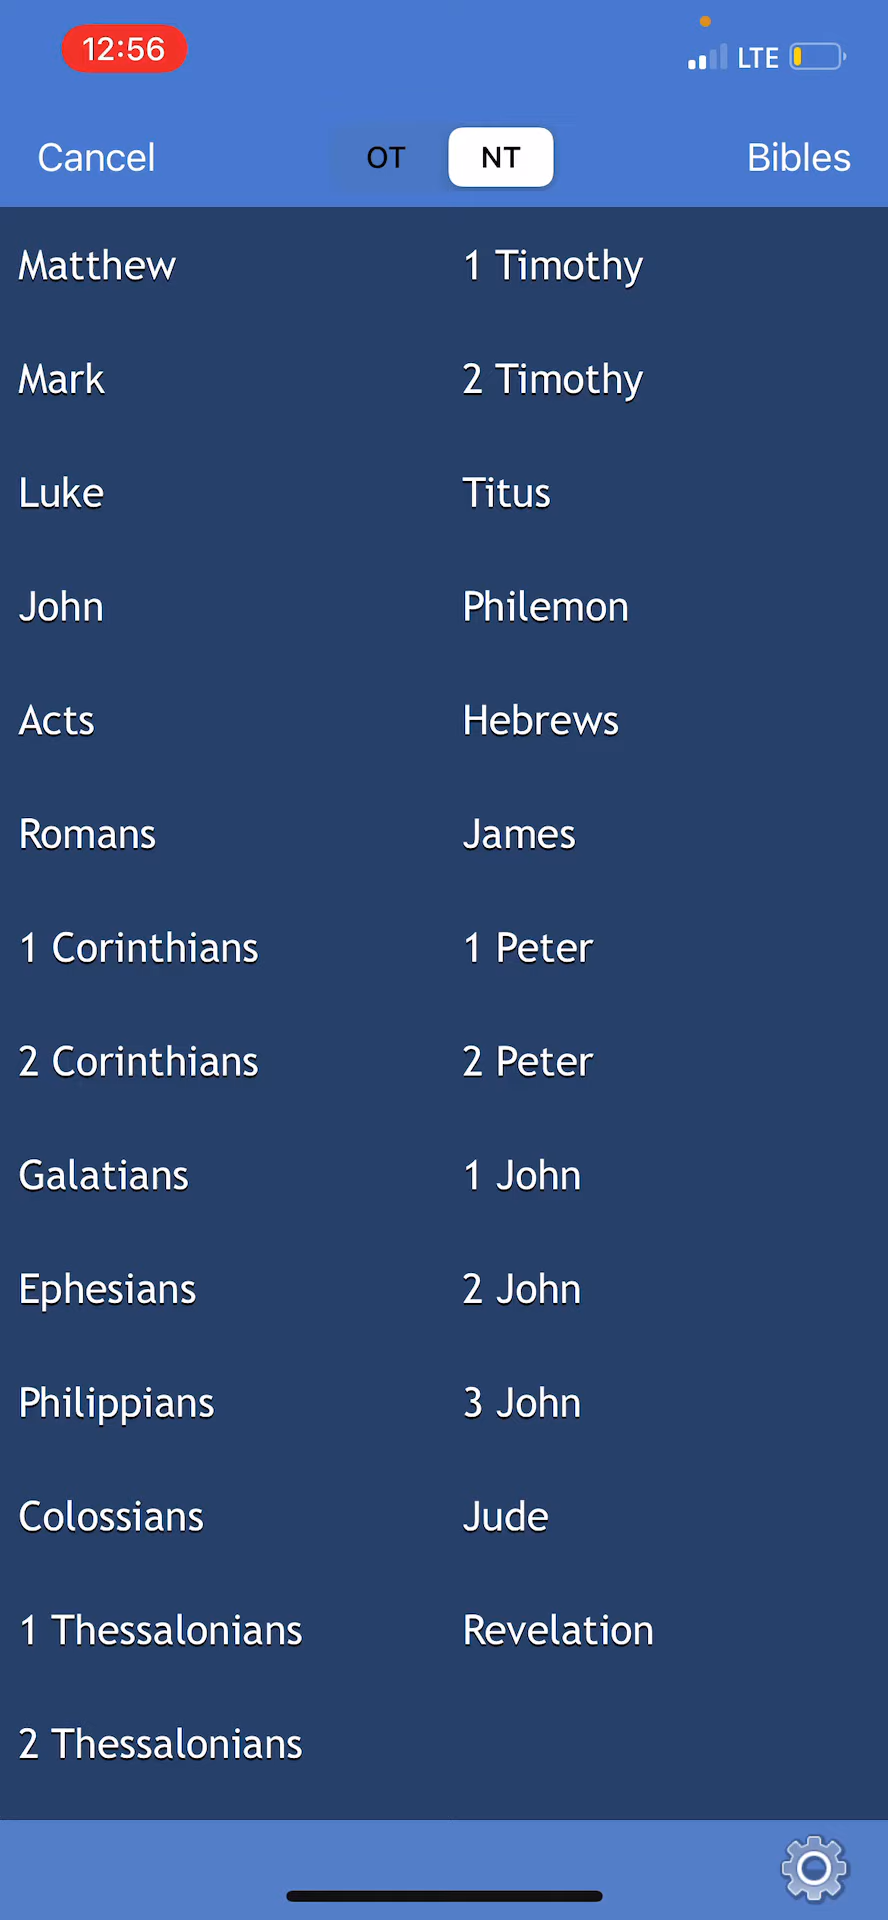 12:56
LTE
Cancel
OT
NT
Bibles
Matthew
Mark
Luke
John
Acts
Romans
1 Corinthians
2 Corinthians
Galatians
Ephesians
Philippians
Colossians
1 Thessalonians
2 Thessalonians
1 Timothy
2 Timothy
Titus
Philemon
Hebrews
James
1 Peter
2 Peter
1 John
2 John
3 John
Jude
Revelation